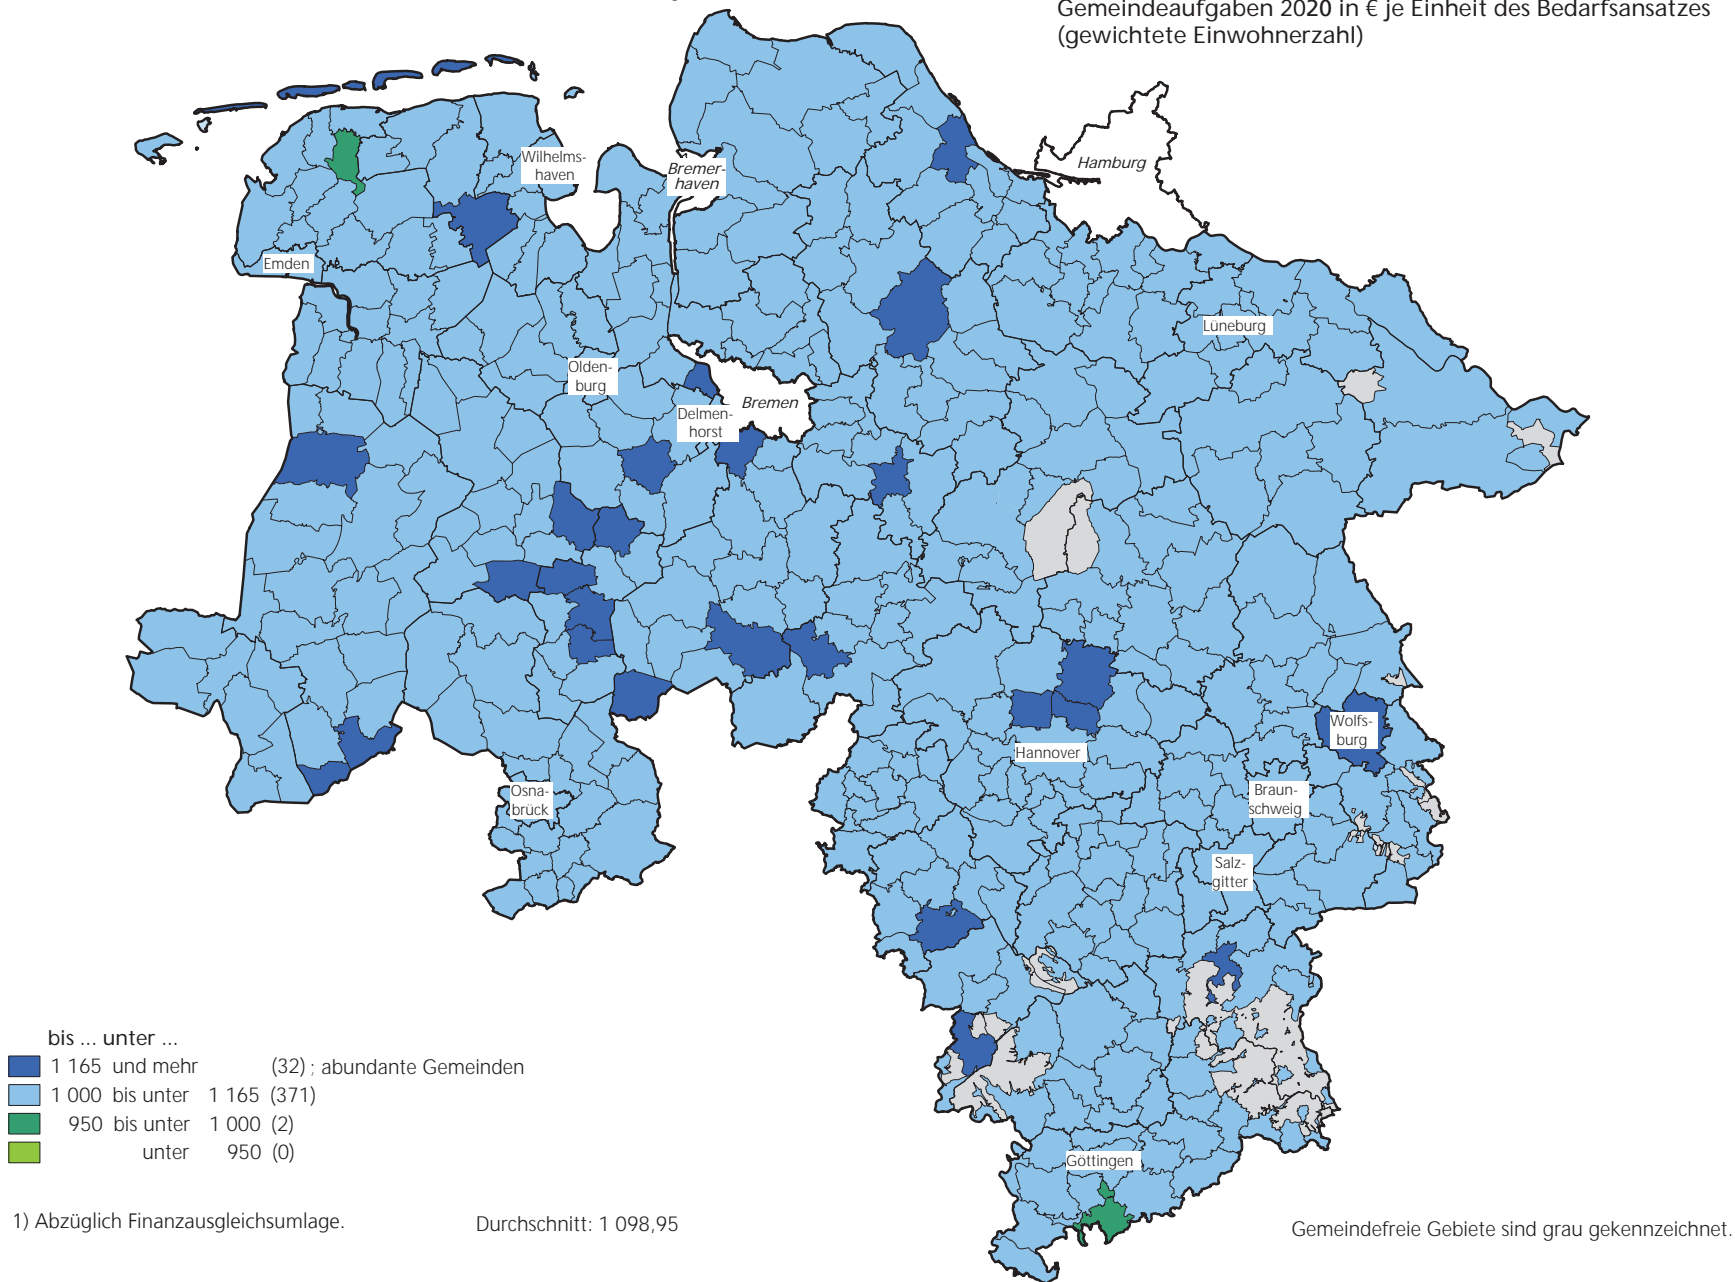 Gemeindeaufgaben 2020 in € je Einheit des Bedarfsansatzes
(gewichtete Einwohnerzahl)
Hamburg
Wilhelms-
haven
Bremer-
haven
Emden
Lüneburg
Olden-
burg
Bremen
Delmen-
horst
Wolfs-
burg
Hannover
Osna-
brück
Braun-
schweig
Salz-
gitter
Göttingen
bis ... unter ...
1 165 und mehr (32) ; abundante Gemeinden
1 000 bis unter 1 165 (371)
950 bis unter 1 000 (2)
unter 950 (0)
1) Abzüglich Finanzausgleichsumlage.
Durchschnitt: 1 098,95
Gemeindefreie Gebiete sind grau gekennzeichnet.